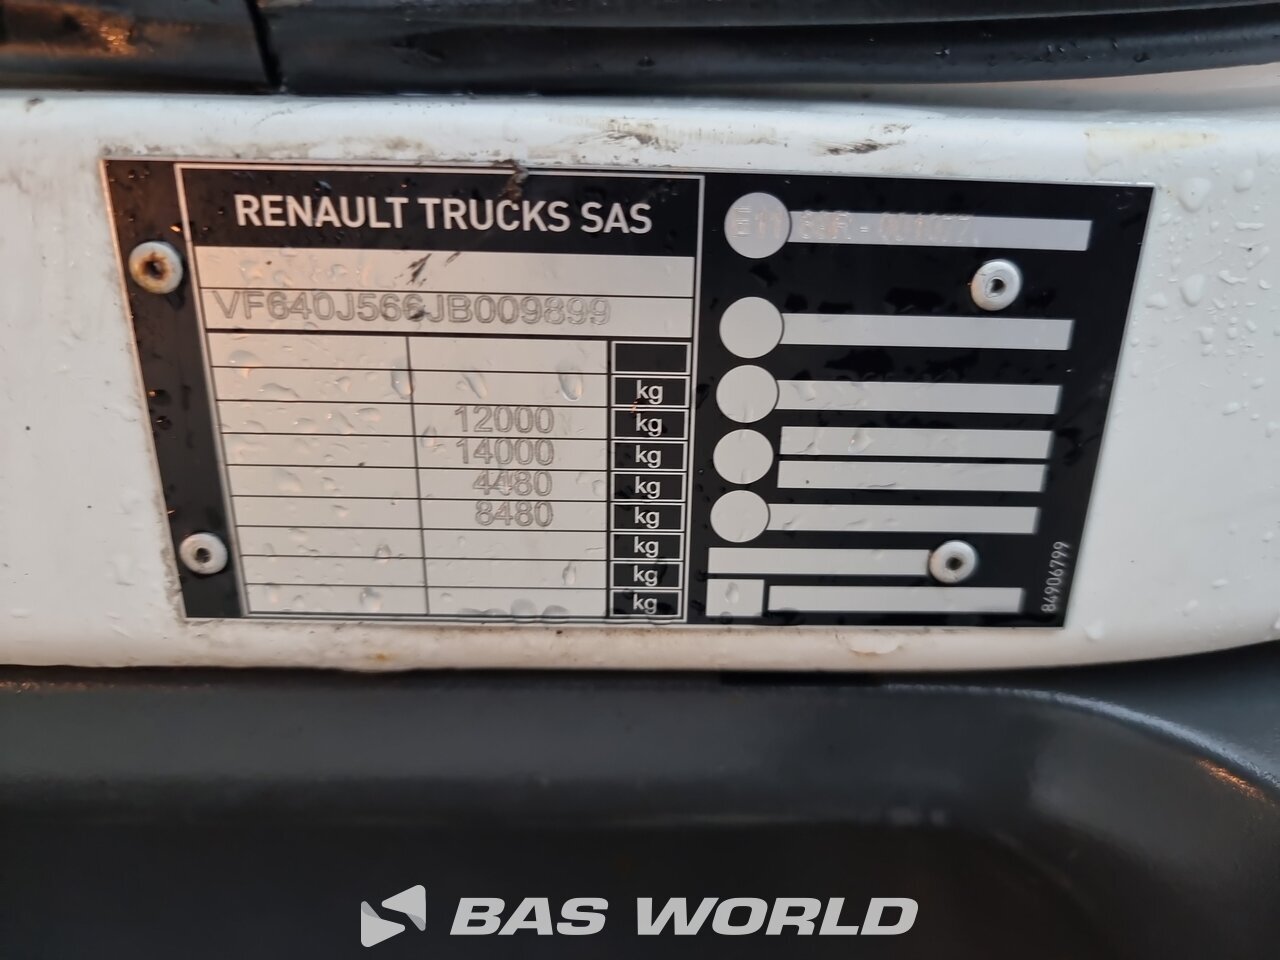 RENAULT TRUCKS SAS
VF640J566JB009899
kg
12000 kg
14000 kg
4480 kg
8480 kg
kg
kg
kg
E11
84906799
BAS WORLD